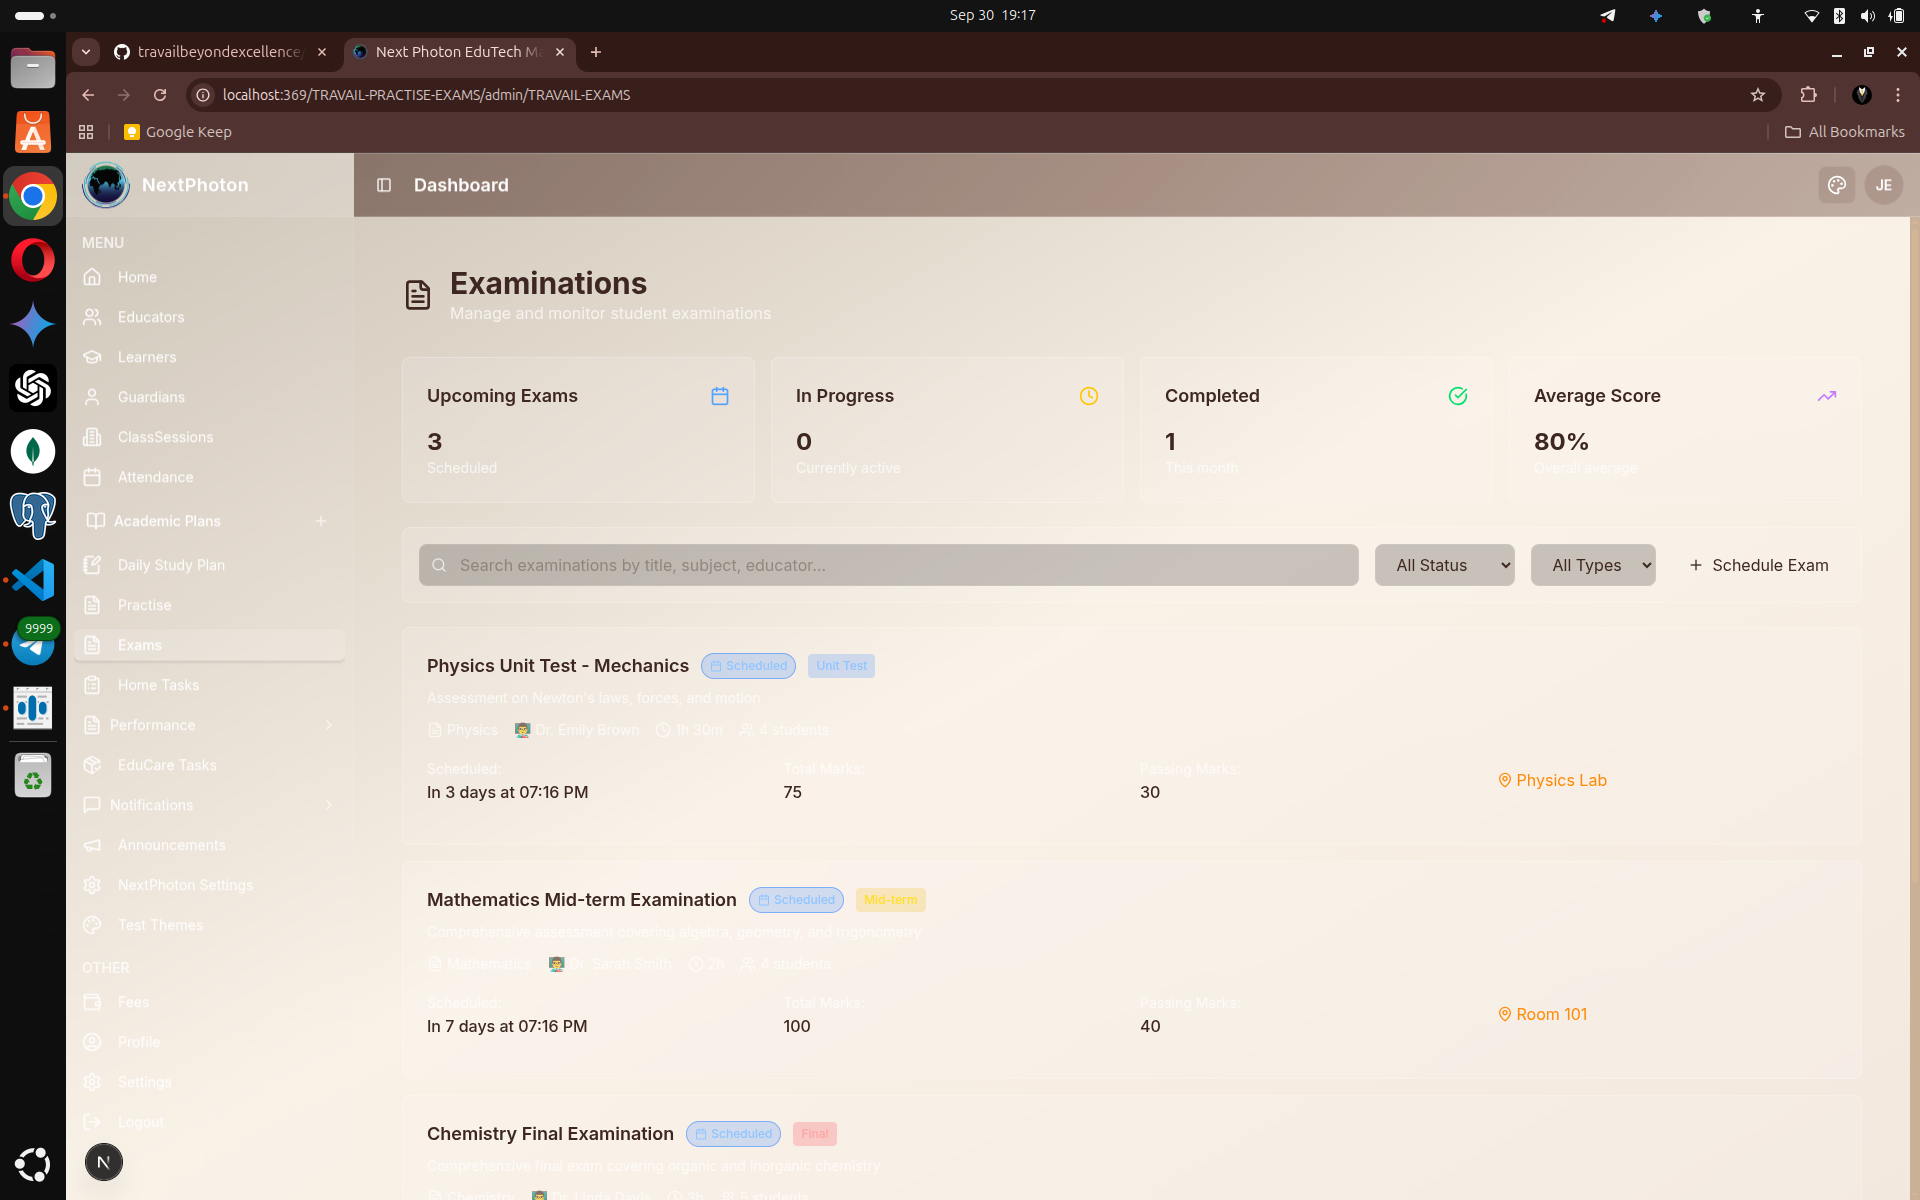 Sep 30 19:17
travailbeyondexcellence/
Next Photon EduTech Ma
localhost:369/TRAVAIL-PRACTISE-EXAMS/admin/TRAVAIL-EXAMS
Google Keep
All Bookmarks
NextPhoton
Dashboard
JE
MENU
Home
Educators
Learners
Guardians
ClassSessions
Attendance
Academic Plans
Daily Study Plan
Practise
Exams
Home Tasks
Performance
EduCare Tasks
Notifications
Announcements
NextPhoton Settings
Test Themes
OTHER
Fees
Profile
Settings
Logout
N
9999
Examinations
Manage and monitor student examinations
Upcoming Exams
3
Scheduled
In Progress
0
Currently active
Completed
1
This month
Average Score
80%
Overall average
Search examinations by title, subject, educator...
All Status
All Types
+ Schedule Exam
Physics Unit Test - Mechanics Scheduled Unit Test
Assessment on Newton's laws, forces, and motion
Physics Dr. Emily Brown 1h 30m 4 students
Scheduled: Total Marks: Passing Marks:
In 3 days at 07:16 PM 75 30 Physics Lab
Mathematics Mid-term Examination Scheduled Mid-term
Comprehensive assessment covering algebra, geometry, and trigonometry
Mathematics Dr. Sarah Smith 2h 4 students
Scheduled: Total Marks: Passing Marks:
In 7 days at 07:16 PM 100 40 Room 101
Chemistry Final Examination Scheduled Final
Comprehensive final exam covering organic and inorganic chemistry
Chemistry Dr. Linda Davis 3h 5 students